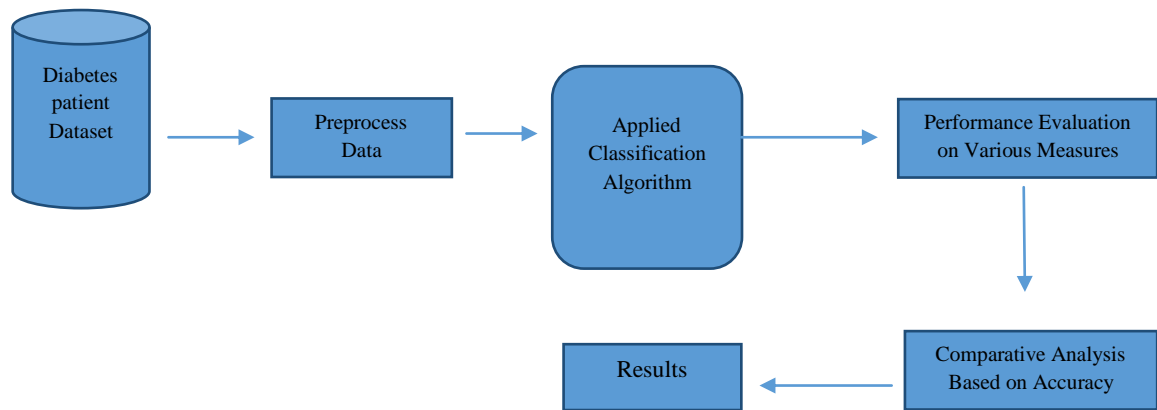 Diabetes
patient
Dataset
Preprocess
Data
Applied
Classification
Algorithm
Performance Evaluation
on Various Measures
Comparative Analysis
Based on Accuracy
Results